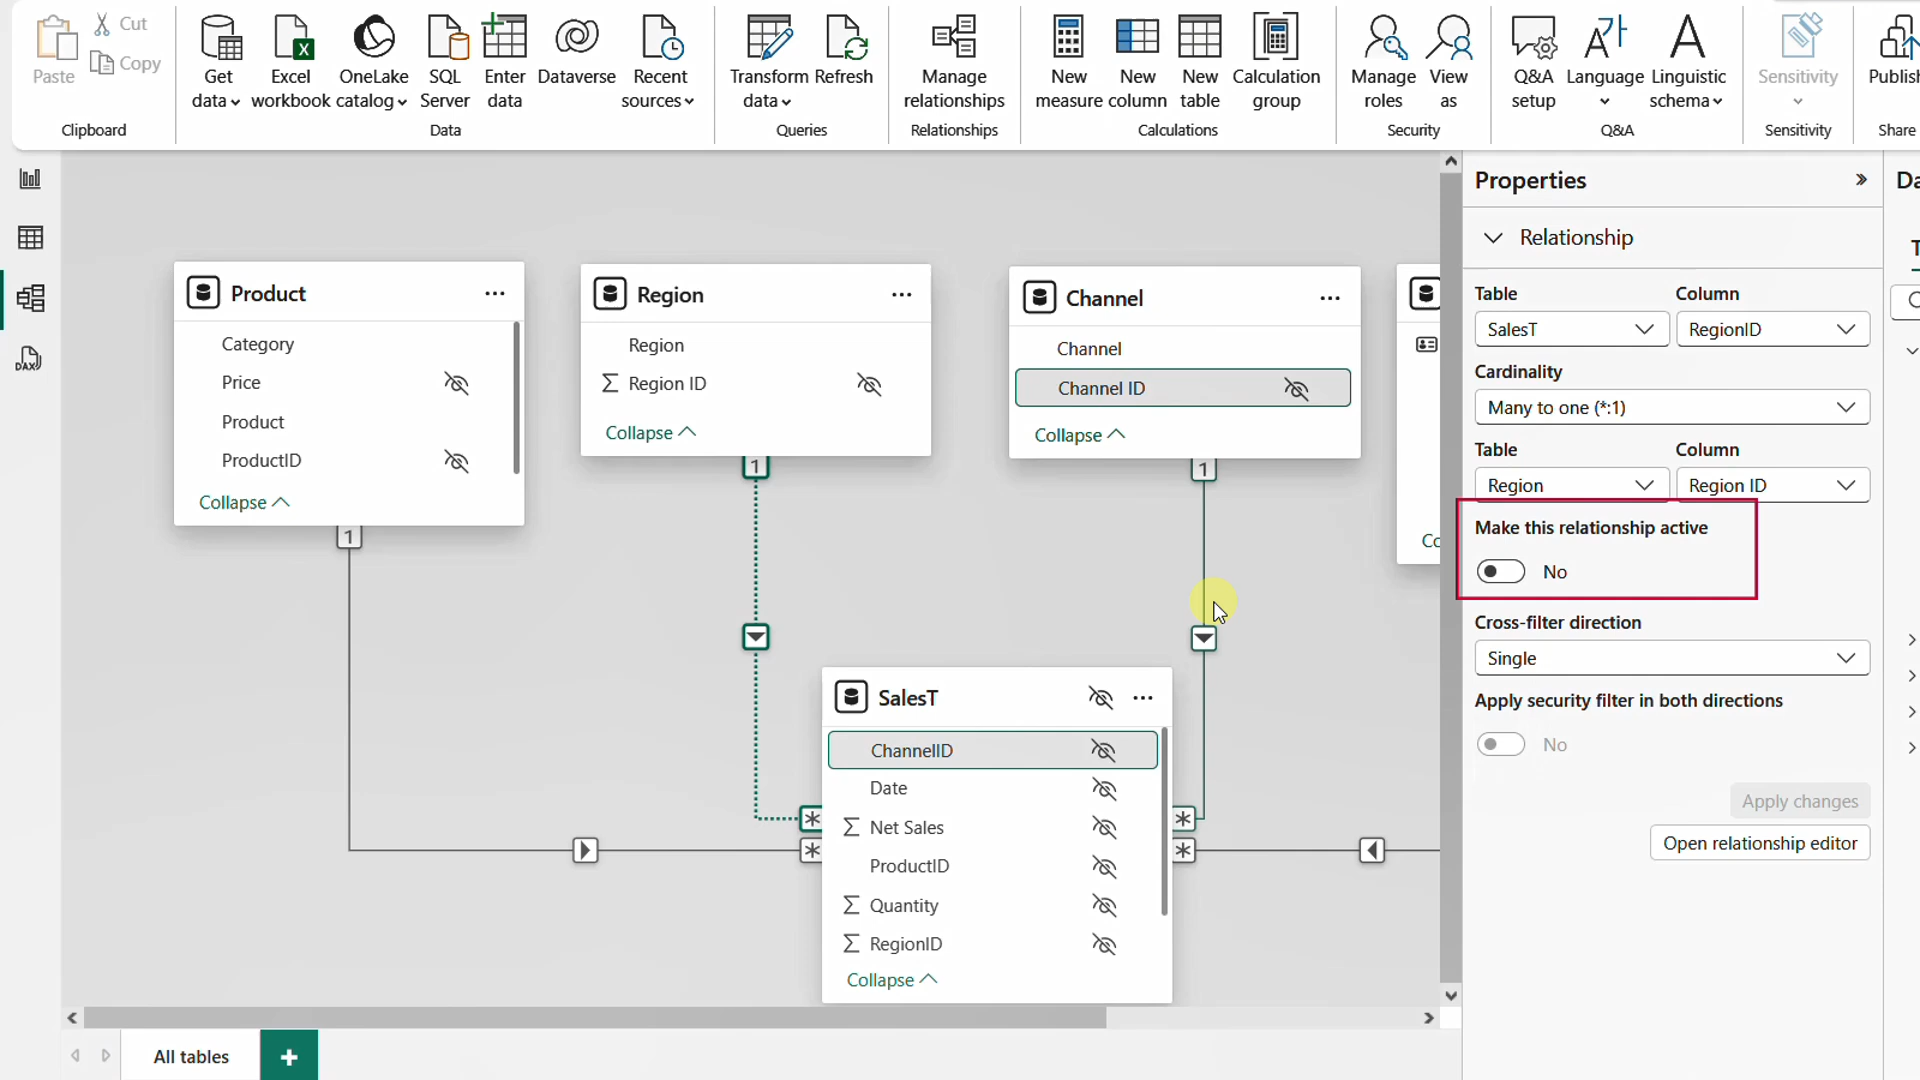 Paste
Cut
Copy
Clipboard
Get data
Excel workbook
OneLake catalog
SQL Server
Enter data
Dataverse
Recent sources
Data
Transform data
Refresh
Queries
Manage relationships
Relationships
New measure
New column
New table
Calculation group
Calculations
Manage roles
View as
Security
Q&A setup
Language
Linguistic schema
Q&A
Sensitivity
Sensitivity
Publish
Share
DAX
Product
Category
Price
Product
ProductID
Collapse
1
Region
Region
Σ Region ID
Collapse
1
Channel
Channel
Channel ID
Collapse
1
Co
SalesT
ChannelID
Date
Σ Net Sales
ProductID
Σ Quantity
Σ RegionID
Collapse
*
*
*
*
All tables
+
Properties
Relationship
Table Column
SalesT RegionID
Cardinality
Many to one (*:1)
Table Column
Region Region ID
Make this relationship active
No
Cross-filter direction
Single
Apply security filter in both directions
No
Apply changes
Open relationship editor
Da
T